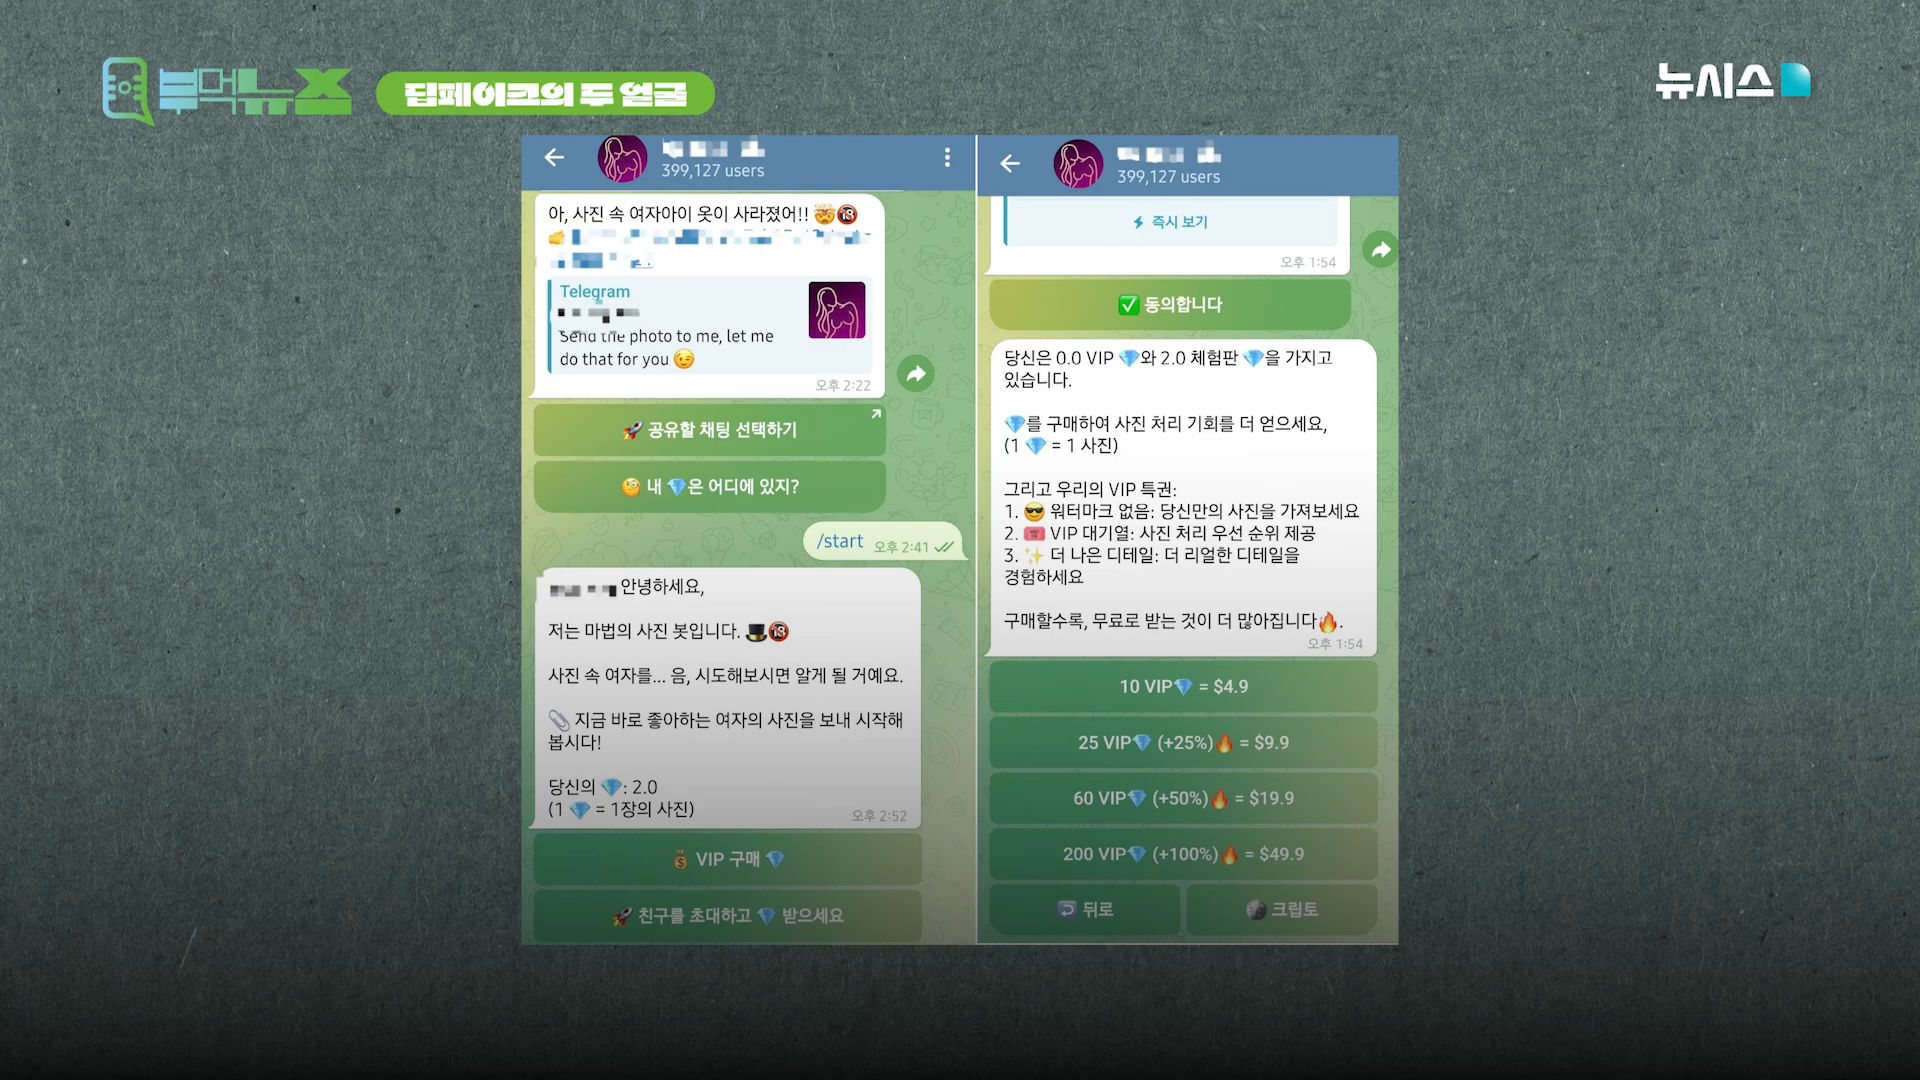 부머뉴스
딥페이크의 두 얼굴
뉴시스
399,127 users
아, 사진 속 여자아이 옷이 사라졌어!! 🤯🔞
Telegram
Send the photo to me, let me
do that for you 😉
오후 2:22
🚀 공유할 채팅 선택하기
🧐 내 💎은 어디에 있지?
/start 오후 2:41
안녕하세요,
저는 마법의 사진 봇입니다. 🎩🔞
사진 속 여자를... 음, 시도해보시면 알게 될 거예요.
📎 지금 바로 좋아하는 여자의 사진을 보내 시작해
봅시다!
당신의 💎: 2.0
(1 💎 = 1장의 사진)
오후 2:52
💰 VIP 구매 💎
🚀 친구를 초대하고 💎 받으세요
399,127 users
⚡ 즉시 보기
오후 1:54
✅ 동의합니다
당신은 0.0 VIP 💎와 2.0 체험판 💎을 가지고
있습니다.
💎를 구매하여 사진 처리 기회를 더 얻으세요,
(1 💎 = 1 사진)
그리고 우리의 VIP 특권:
1. 😎 워터마크 없음: 당신만의 사진을 가져보세요
2. 🎟️ VIP 대기열: 사진 처리 우선 순위 제공
3. ✨ 더 나은 디테일: 더 리얼한 디테일을
경험하세요
구매할수록, 무료로 받는 것이 더 많아집니다🔥.
오후 1:54
10 VIP💎 = $4.9
25 VIP💎 (+25%)🔥 = $9.9
60 VIP💎 (+50%)🔥 = $19.9
200 VIP💎 (+100%)🔥 = $49.9
뒤로
크립토